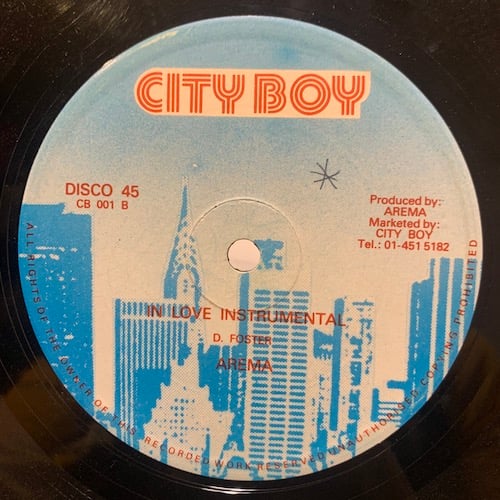 CITY BOY
DISCO 45
CB 001 B
Produced by:
AREMA
Marketed by:
CITY BOY
Tel.: 01-451 5182
IN LOVE INSTRUMENTAL
D. FOSTER
AREMA
ALL RIGHTS OF THE OWNER OF THIS RECORDED WORK RESERVED UNAUTHORISED COPYING PROHIBITED